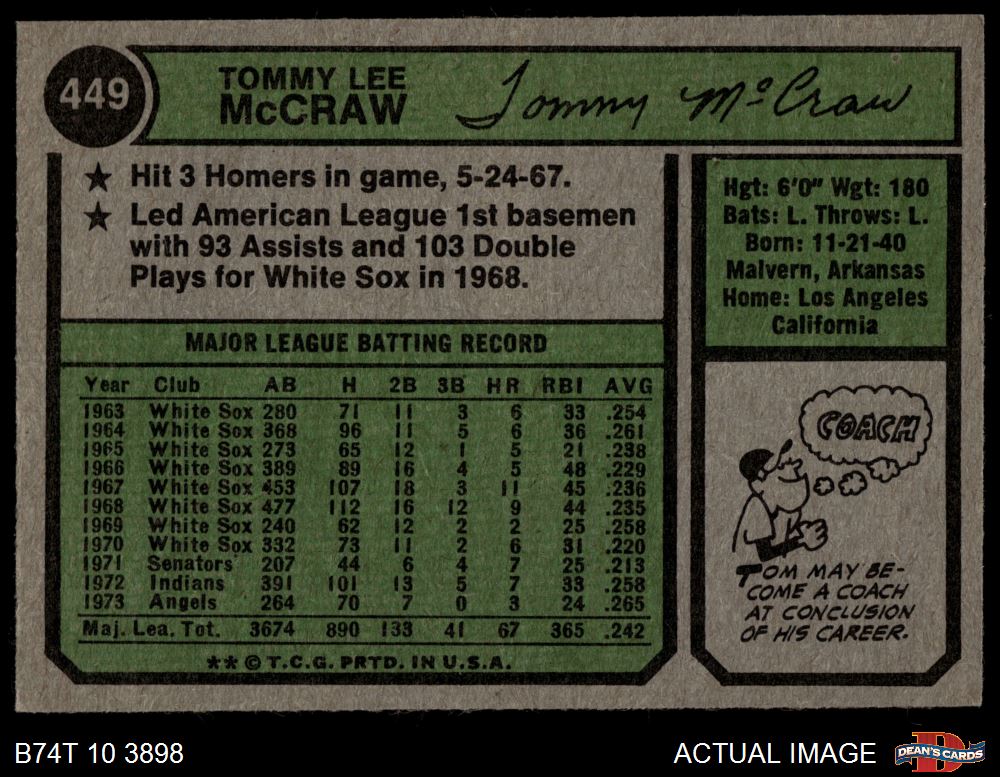 449
TOMMY LEE
McCRAW
Tommy McCraw
★ Hit 3 Homers in game, 5-24-67.
★ Led American League 1st basemen
with 93 Assists and 103 Double
Plays for White Sox in 1968.
Hgt: 6'0" Wgt: 180
Bats: L. Throws: L.
Born: 11-21-40
Malvern, Arkansas
Home: Los Angeles
California
MAJOR LEAGUE BATTING RECORD
Year Club AB H 2B 3B HR RBI AVG
1963 White Sox 280 71 11 3 6 33 .254
1964 White Sox 368 96 11 5 6 36 .261
1965 White Sox 273 65 12 1 5 21 .238
1966 White Sox 389 89 16 4 5 48 .229
1967 White Sox 453 107 18 3 11 45 .236
1968 White Sox 477 112 16 12 9 44 .235
1969 White Sox 240 62 12 2 2 25 .258
1970 White Sox 332 73 11 2 6 31 .220
1971 Senators 207 44 6 4 7 25 .213
1972 Indians 391 101 13 5 7 33 .258
1973 Angels 264 70 7 0 3 24 .265
Maj. Lea. Tot. 3674 890 133 41 67 365 .242
** © T.C.G. PRTD. IN U.S.A.
COACH
TOM MAY BE-
COME A COACH
AT CONCLUSION
OF HIS CAREER.
B74T 10 3898
ACTUAL IMAGE
B
DEAN'S CARDS